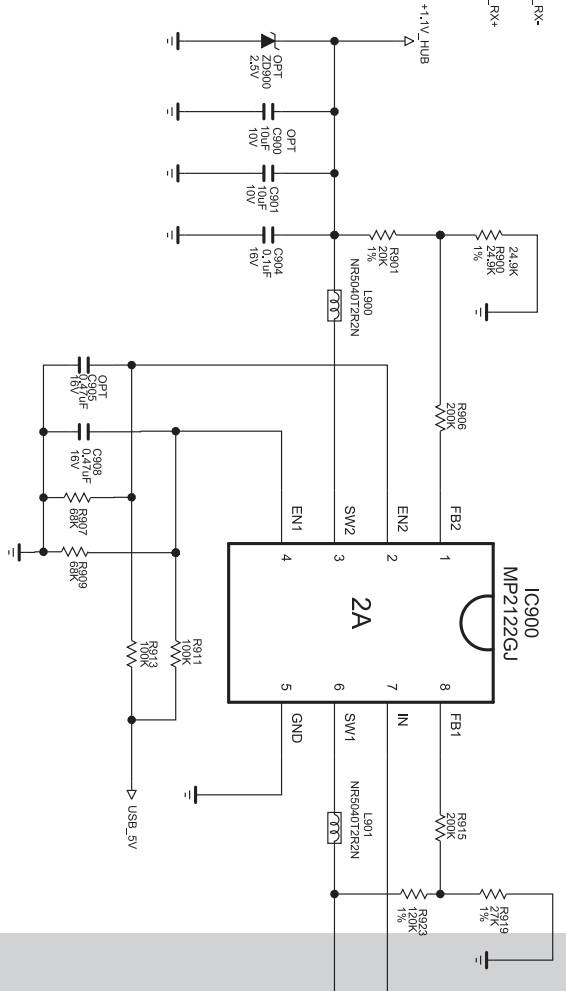 _RX-
_RX+
+1.1V_HUB
OPT
ZD900
2.5V
OPT
C900
10uF
10V
C901
10uF
10V
C904
0.1uF
16V
R901
20K
1%
24.9K
R900
24.9K
1%
L900
NR5040T2R2N
OPT
C905
0.47uF
16V
C908
0.47uF
16V
R906
200K
R907
68K
R909
68K
EN1
SW2
EN2
FB2
4
3
2
1
IC900
MP2122GJ
2A
5
6
7
8
GND
SW1
IN
FB1
R913
100K
R911
100K
USB_5V
L901
NR5040T2R2N
R915
200K
R923
120K
1%
R919
27K
1%